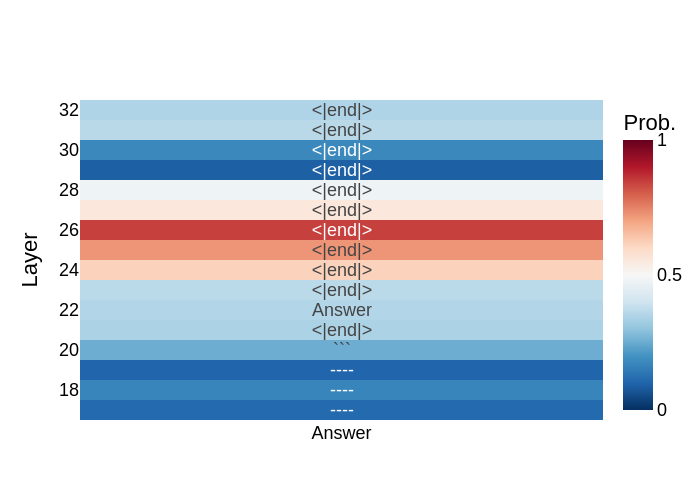 32
<|end|>
<|end|>
30
<|end|>
<|end|>
28
<|end|>
<|end|>
26
<|end|>
<|end|>
24
<|end|>
<|end|>
22
Answer
<|end|>
20
```
----
18
----
----
Answer
Layer
Prob.
1
0.5
0